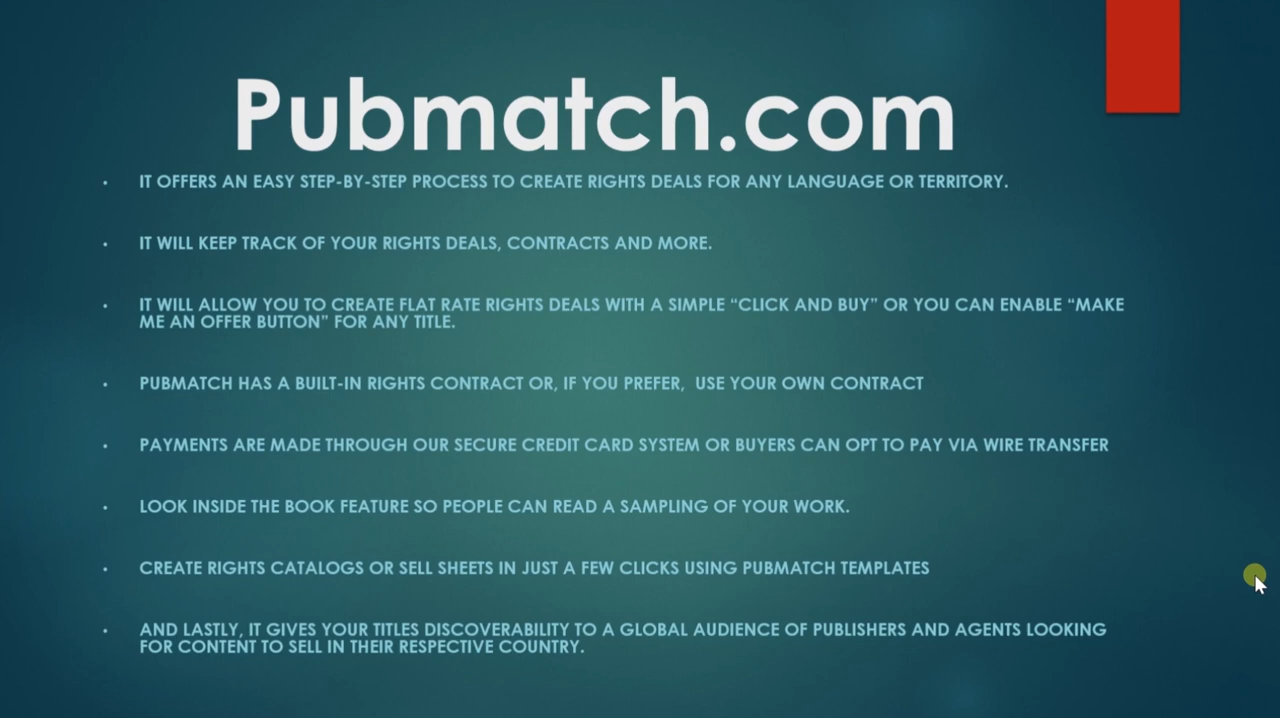 Pubmatch.com
• IT OFFERS AN EASY STEP-BY-STEP PROCESS TO CREATE RIGHTS DEALS FOR ANY LANGUAGE OR TERRITORY.
• IT WILL KEEP TRACK OF YOUR RIGHTS DEALS, CONTRACTS AND MORE.
• IT WILL ALLOW YOU TO CREATE FLAT RATE RIGHTS DEALS WITH A SIMPLE “CLICK AND BUY” OR YOU CAN ENABLE “MAKE
ME AN OFFER BUTTON” FOR ANY TITLE.
• PUBMATCH HAS A BUILT-IN RIGHTS CONTRACT OR, IF YOU PREFER,  USE YOUR OWN CONTRACT
• PAYMENTS ARE MADE THROUGH OUR SECURE CREDIT CARD SYSTEM OR BUYERS CAN OPT TO PAY VIA WIRE TRANSFER
• LOOK INSIDE THE BOOK FEATURE SO PEOPLE CAN READ A SAMPLING OF YOUR WORK.
• CREATE RIGHTS CATALOGS OR SELL SHEETS IN JUST A FEW CLICKS USING PUBMATCH TEMPLATES
• AND LASTLY, IT GIVES YOUR TITLES DISCOVERABILITY TO A GLOBAL AUDIENCE OF PUBLISHERS AND AGENTS LOOKING
FOR CONTENT TO SELL IN THEIR RESPECTIVE COUNTRY.